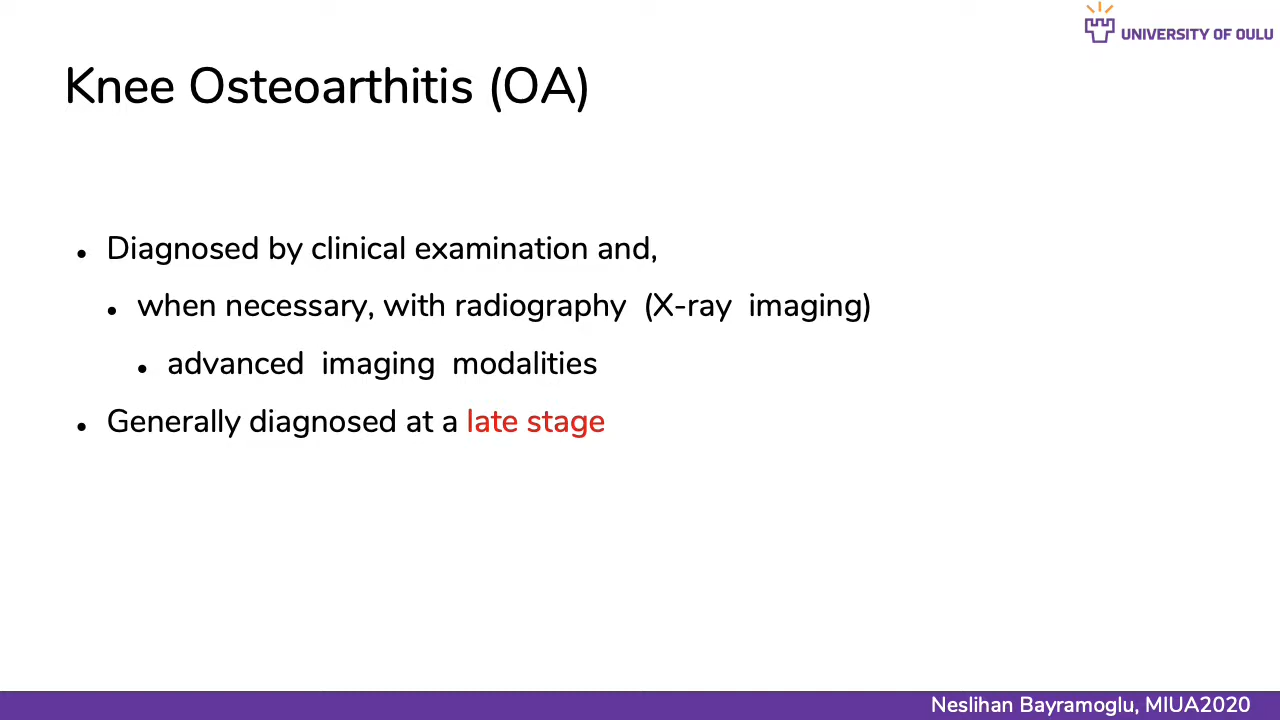 UNIVERSITY OF OULU
Knee Osteoarthitis (OA)
• Diagnosed by clinical examination and,
• when necessary, with radiography (X-ray imaging)
• advanced imaging modalities
• Generally diagnosed at a late stage
Neslihan Bayramoglu, MIUA2020